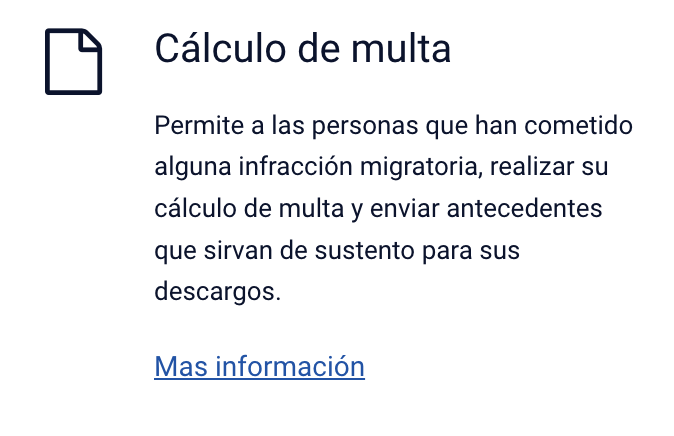 Cálculo de multa
Permite a las personas que han cometido
alguna infracción migratoria, realizar su
cálculo de multa y enviar antecedentes
que sirvan de sustento para sus
descargos.
Mas información